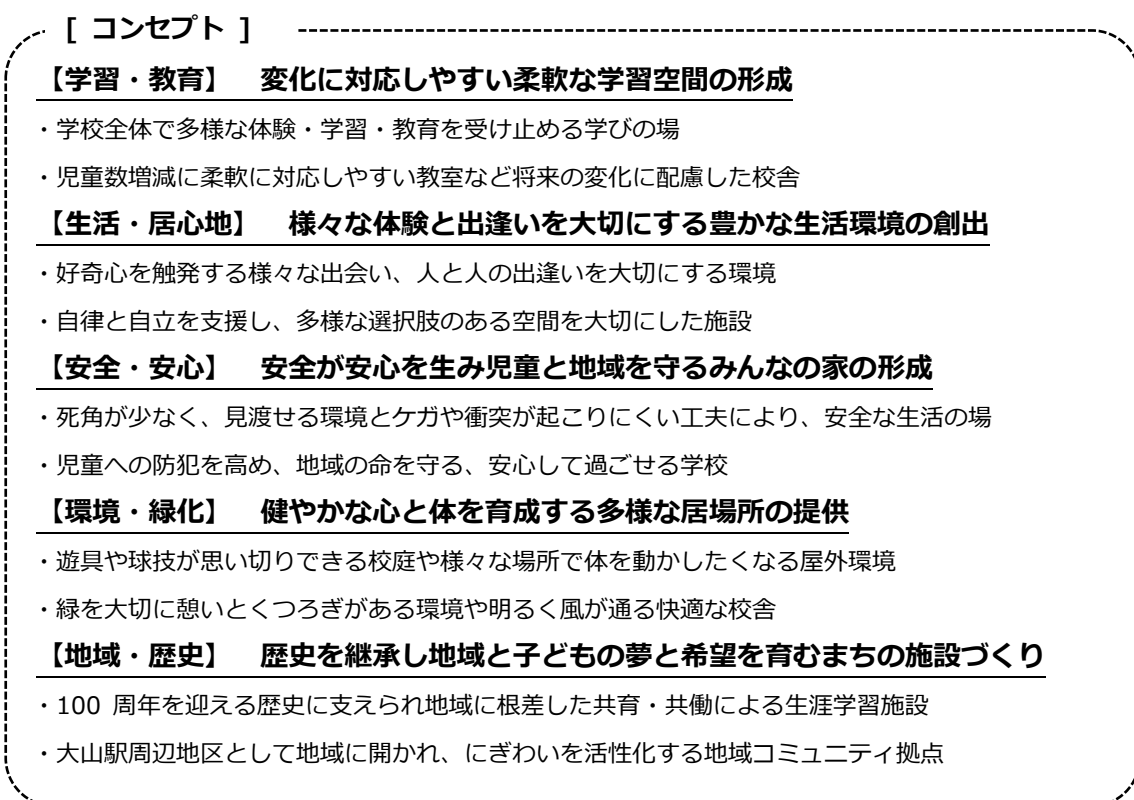 [ コンセプト ]
【学習・教育】　変化に対応しやすい柔軟な学習空間の形成
・学校全体で多様な体験・学習・教育を受け止める学びの場
・児童数増減に柔軟に対応しやすい教室など将来の変化に配慮した校舎
【生活・居心地】　様々な体験と出逢いを大切にする豊かな生活環境の創出
・好奇心を触発する様々な出会い、人と人の出逢いを大切にする環境
・自律と自立を支援し、多様な選択肢のある空間を大切にした施設
【安全・安心】　安全が安心を生み児童と地域を守るみんなの家の形成
・死角が少なく、見渡せる環境とケガや衝突が起こりにくい工夫により、安全な生活の場
・児童への防犯を高め、地域の命を守る、安心して過ごせる学校
【環境・緑化】　健やかな心と体を育成する多様な居場所の提供
・遊具や球技が思い切りできる校庭や様々な場所で体を動かしたくなる屋外環境
・緑を大切に憩いとくつろぎがある環境や明るく風が通る快適な校舎
【地域・歴史】　歴史を継承し地域と子どもの夢と希望を育むまちの施設づくり
・100 周年を迎える歴史に支えられ地域に根差した共育・共働による生涯学習施設
・大山駅周辺地区として地域に開かれ、にぎわいを活性化する地域コミュニティ拠点